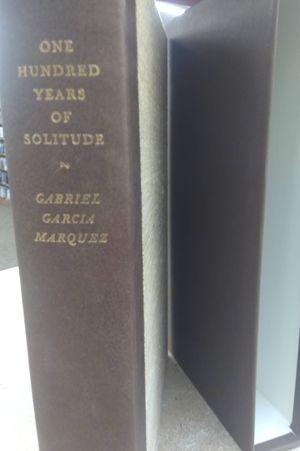 ONE
HUNDRED
YEARS
OF
SOLITUDE
~
GABRIEL
GARCIA
MARQUEZ